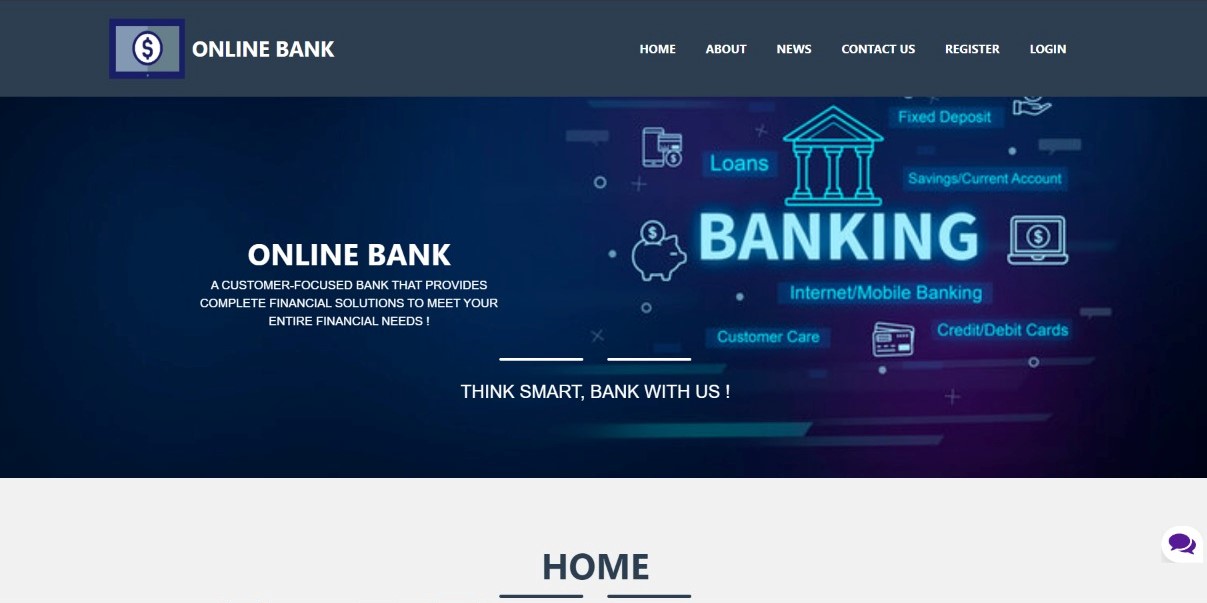 $ ONLINE BANK
HOME ABOUT NEWS CONTACT US REGISTER LOGIN
Fixed Deposit
Loans
Savings/Current Account
$
$
BANKING
$
ONLINE BANK
A CUSTOMER-FOCUSED BANK THAT PROVIDES
COMPLETE FINANCIAL SOLUTIONS TO MEET YOUR
ENTIRE FINANCIAL NEEDS !
Internet/Mobile Banking
Customer Care
Credit/Debit Cards
THINK SMART, BANK WITH US !
HOME